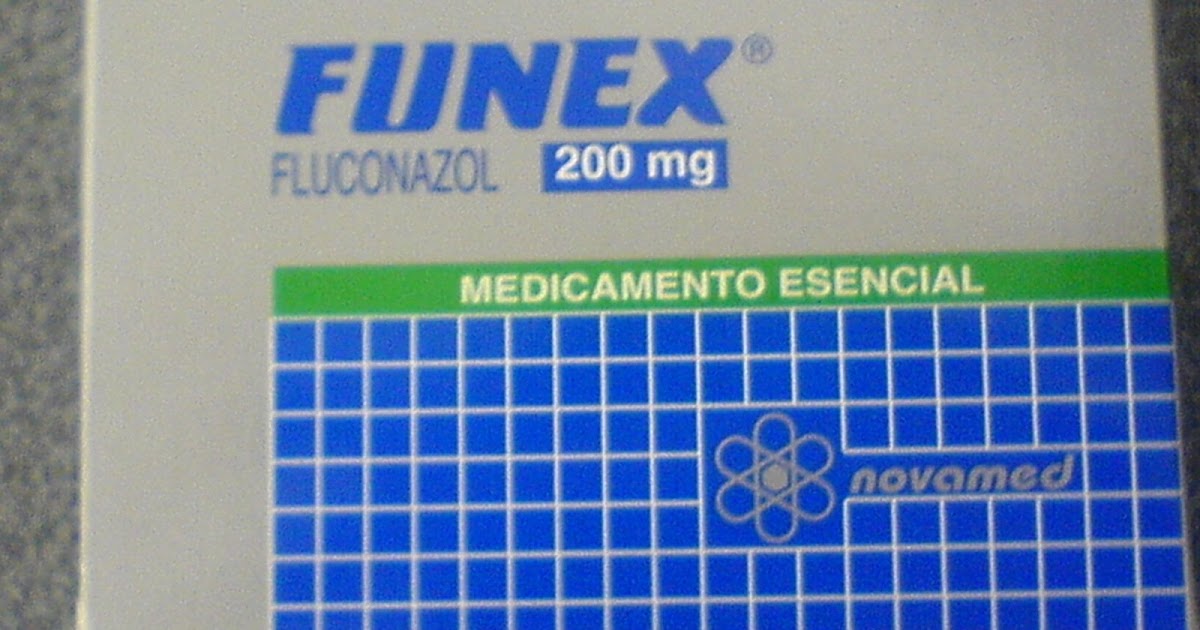 FUNEX®
FLUCONAZOL 200 mg
MEDICAMENTO ESENCIAL
novamed